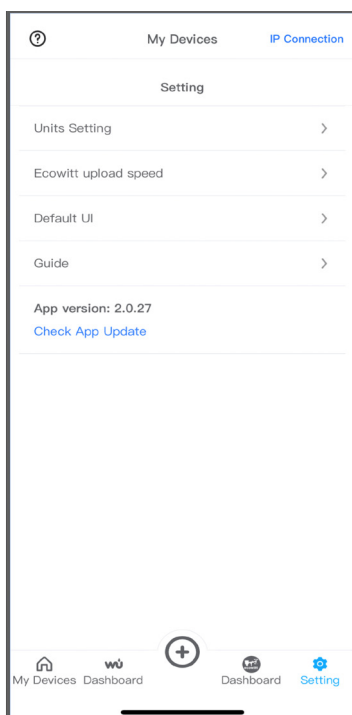 My Devices IP Connection
Setting
Units Setting
Ecowitt upload speed
Default UI
Guide
App version: 2.0.27
Check App Update
wu
My Devices Dashboard Dashboard Setting